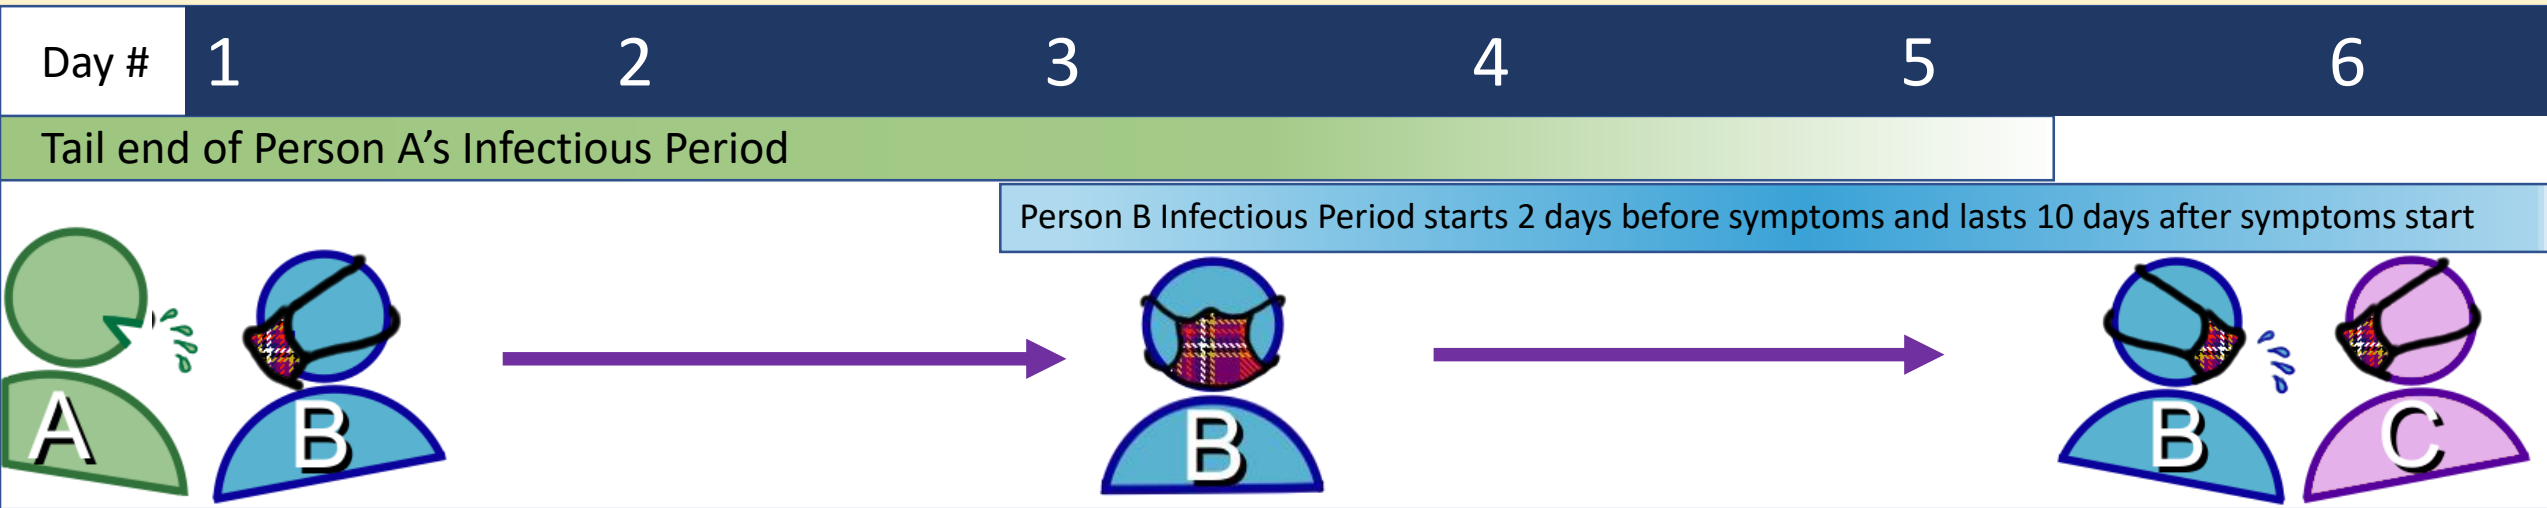 Day # 1 2 3 4 5 6
Tail end of Person A's Infectious Period
Person B Infectious Period starts 2 days before symptoms and lasts 10 days after symptoms start
A B B B C